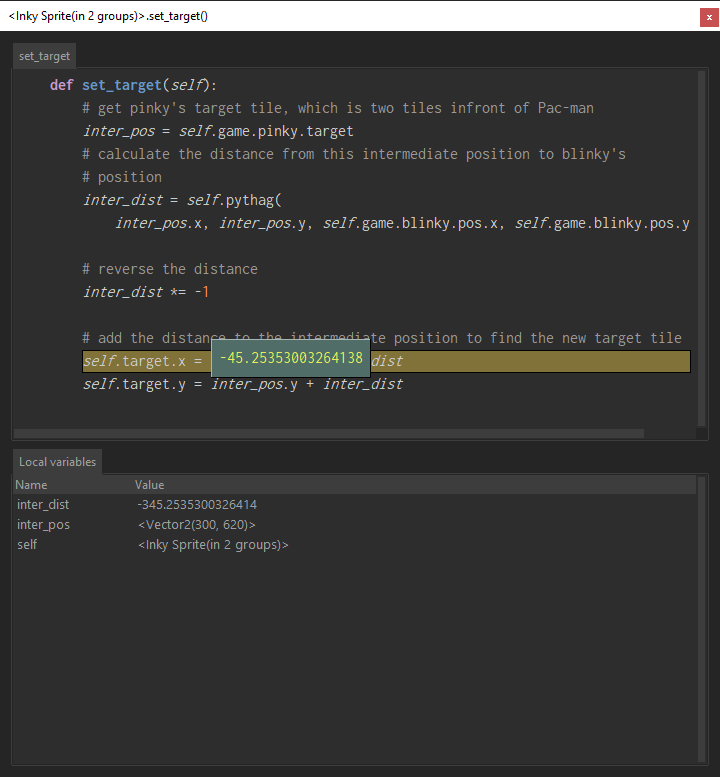 <Inky Sprite(in 2 groups)>.set_target()
x
set_target
def set_target(self):
# get pinky's target tile, which is two tiles infront of Pac-man
inter_pos = self.game.pinky.target
# calculate the distance from this intermediate position to blinky's
# position
inter_dist = self.pythag(
inter_pos.x, inter_pos.y, self.game.blinky.pos.x, self.game.blinky.pos.y
# reverse the distance
inter_dist *= -1
# add the distance to the intermediate position to find the new target tile
self.target.x = -45.25353003264138 dist
self.target.y = inter_pos.y + inter_dist
Local variables
Name Value
inter_dist -345.2535300326414
inter_pos <Vector2(300, 620)>
self <Inky Sprite(in 2 groups)>